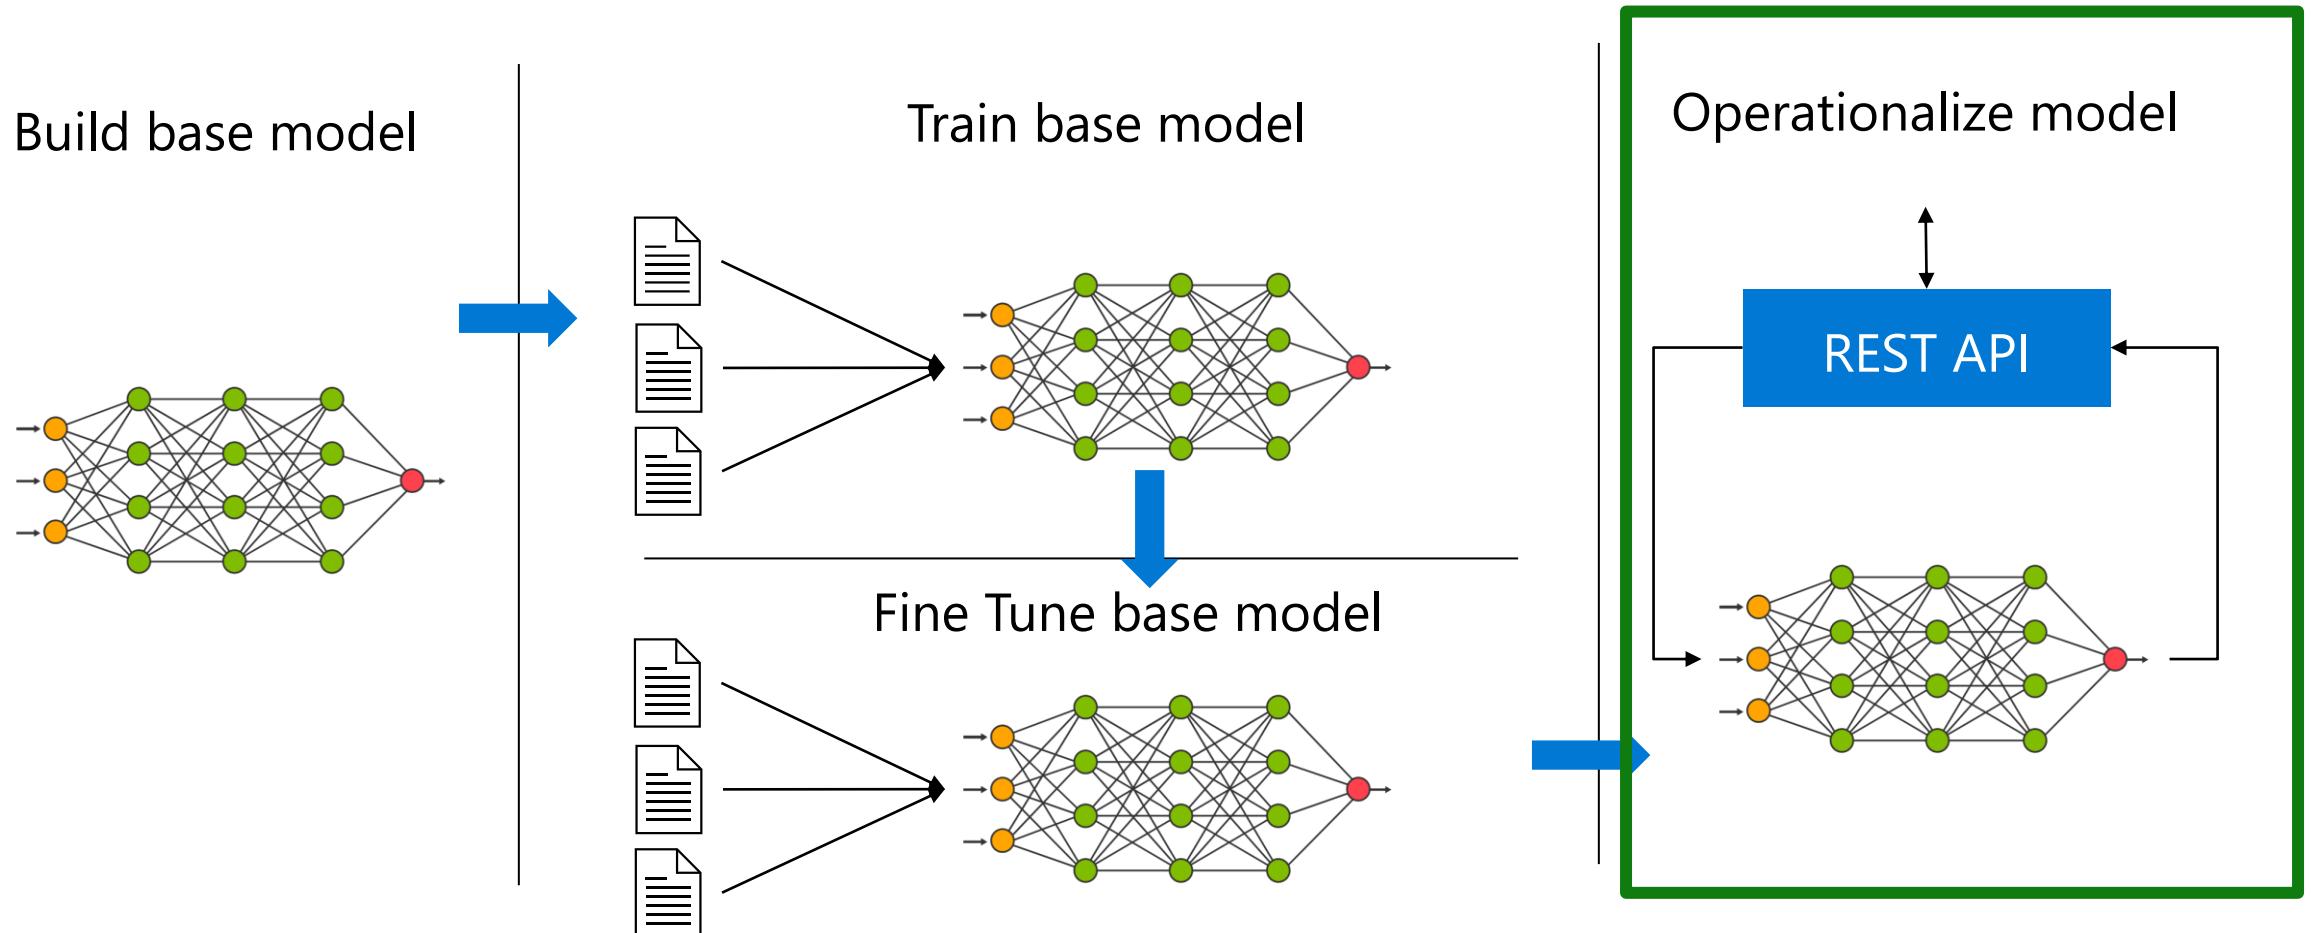 Build base model
Train base model
Fine Tune base model
Operationalize model
REST API